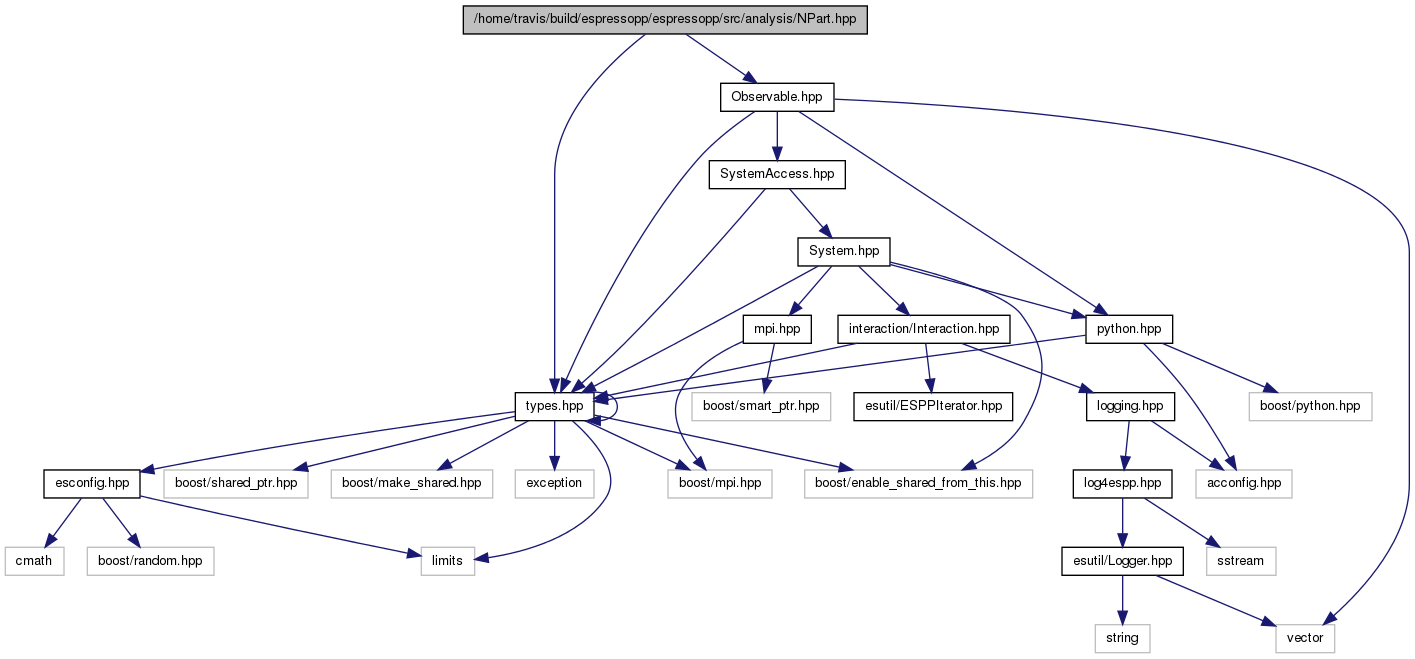 /home/travis/build/espressopp/espressopp/src/analysis/NPart.hpp
Observable.hpp
SystemAccess.hpp
System.hpp
mpi.hpp
interaction/Interaction.hpp
python.hpp
types.hpp
boost/smart_ptr.hpp
esutil/ESPPIterator.hpp
logging.hpp
boost/python.hpp
esconfig.hpp
boost/shared_ptr.hpp
boost/make_shared.hpp
exception
boost/mpi.hpp
boost/enable_shared_from_this.hpp
log4espp.hpp
acconfig.hpp
cmath
boost/random.hpp
limits
esutil/Logger.hpp
sstream
string
vector